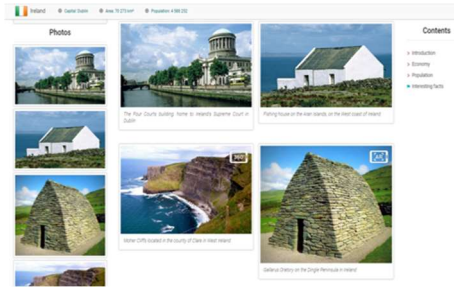 Ireland Capital: Dublin Area: 70 273 km² Population: 4 588 252
Photos
Contents
Introduction
Economy
Population
Interesting facts
The Four Courts building "home to Ireland's Supreme Court in
Dublin
Fishing house on the Aran Islands, on the West coast of Ireland
360°
Moher Cliffs located in the county of Clare in West Ireland
Gallarus Oratory on the Dingle Peninsula in Ireland